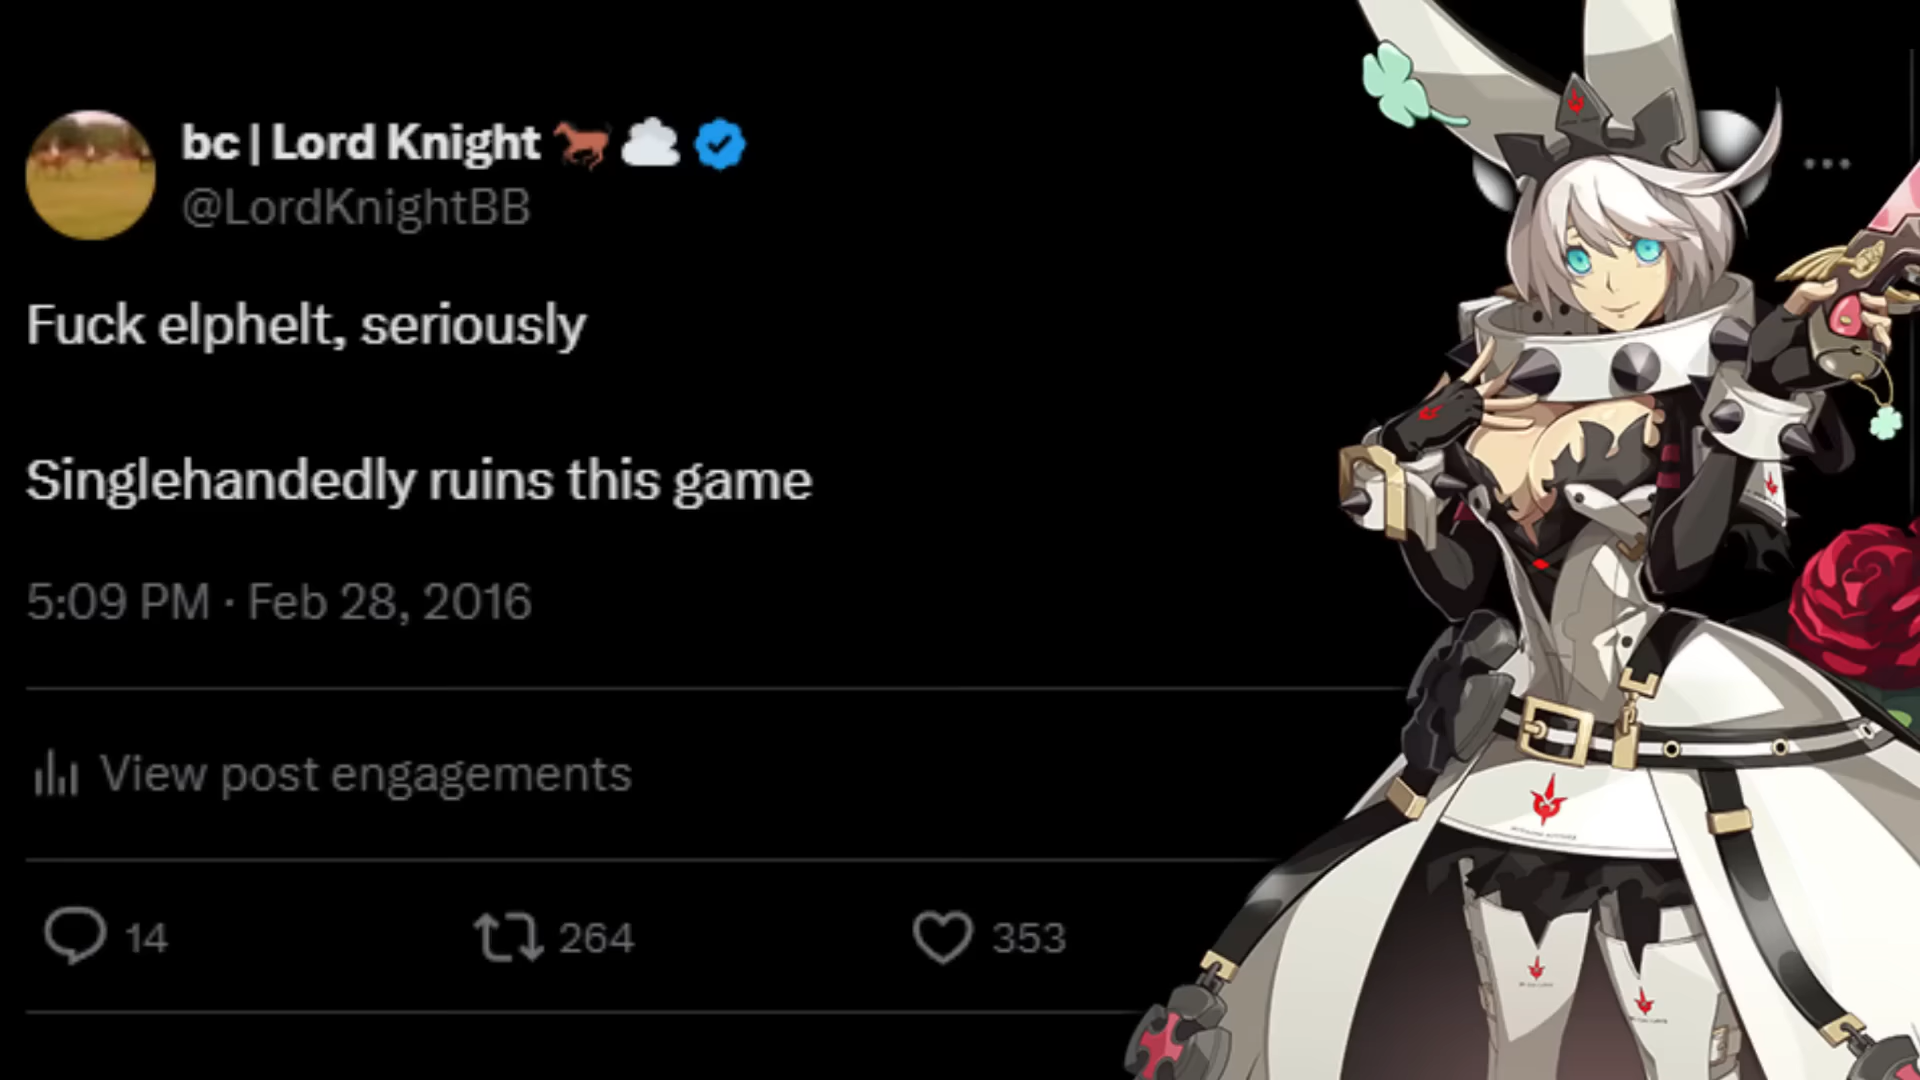 bc | Lord Knight 🐎 ☁️
@LordKnightBB
Fuck elphelt, seriously
Singlehandedly ruins this game
5:09 PM · Feb 28, 2016
View post engagements
14 264 353